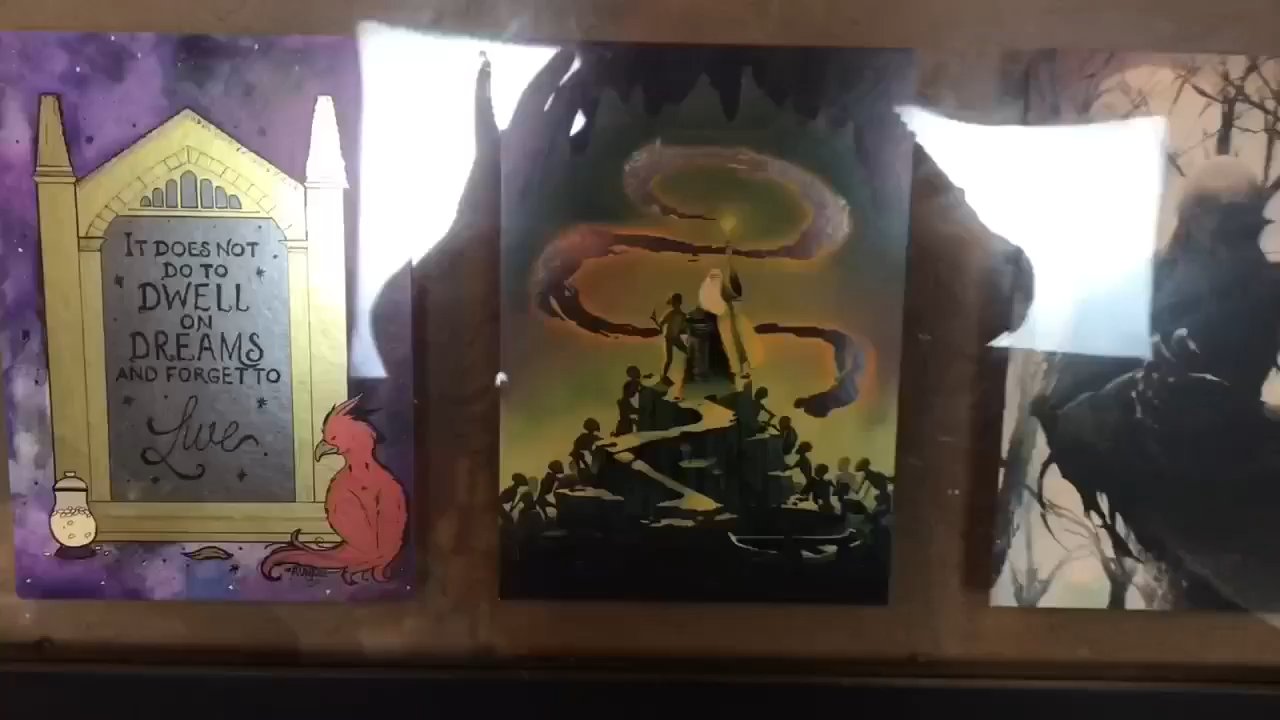 IT DOES NOT
DO TO
DWELL
ON
DREAMS
AND FORGET TO
Live